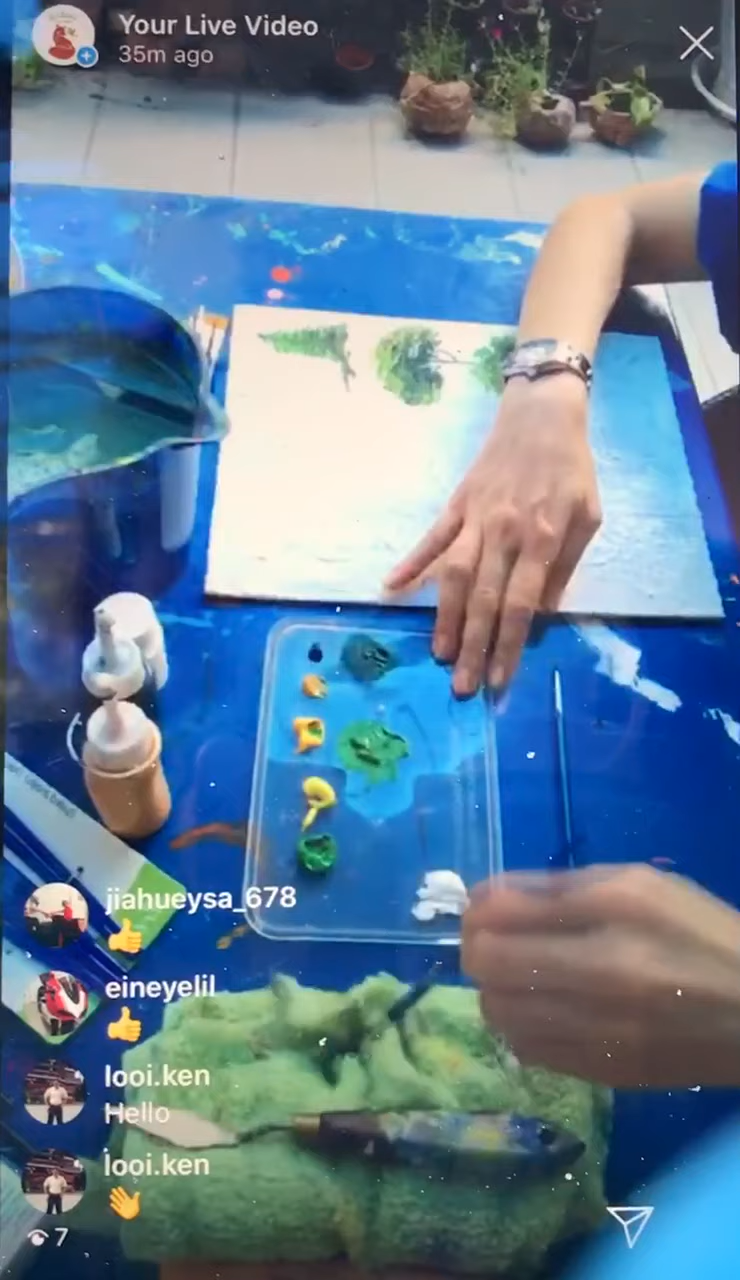 Your Live Video
35m ago
jiahueysa_678
👍
eineyelil
👍
looi.ken
Hello
looi.ken
👋
7